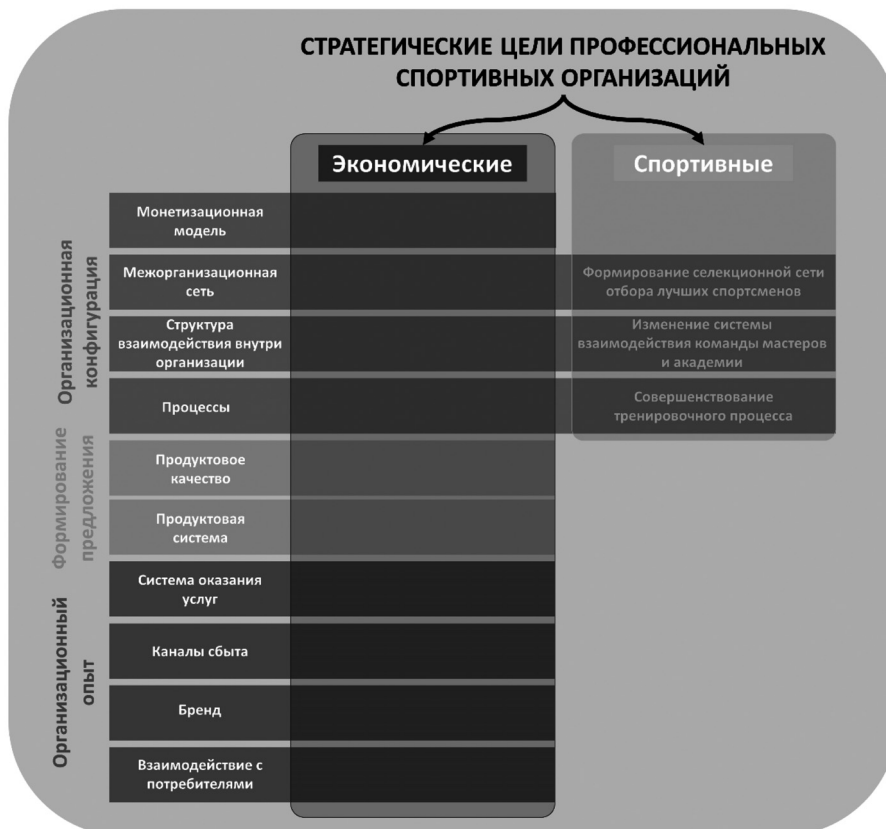 СТРАТЕГИЧЕСКИЕ ЦЕЛИ ПРОФЕССИОНАЛЬНЫХ
СПОРТИВНЫХ ОРГАНИЗАЦИЙ
Экономические
Спортивные
Организационная
конфигурация
Монетизационная
модель
Межорганизационная
сеть
Формирование селекционной сети
отбора лучших спортсменов
Структура
взаимодействия внутри
организации
Изменение системы
взаимодействия команды мастеров
и академии
Процессы
Совершенствование
тренировочного процесса
Формирование
предложения
Продуктовое
качество
Продуктовая
система
Организационный
опыт
Система оказания
услуг
Каналы сбыта
Бренд
Взаимодействие с
потребителями